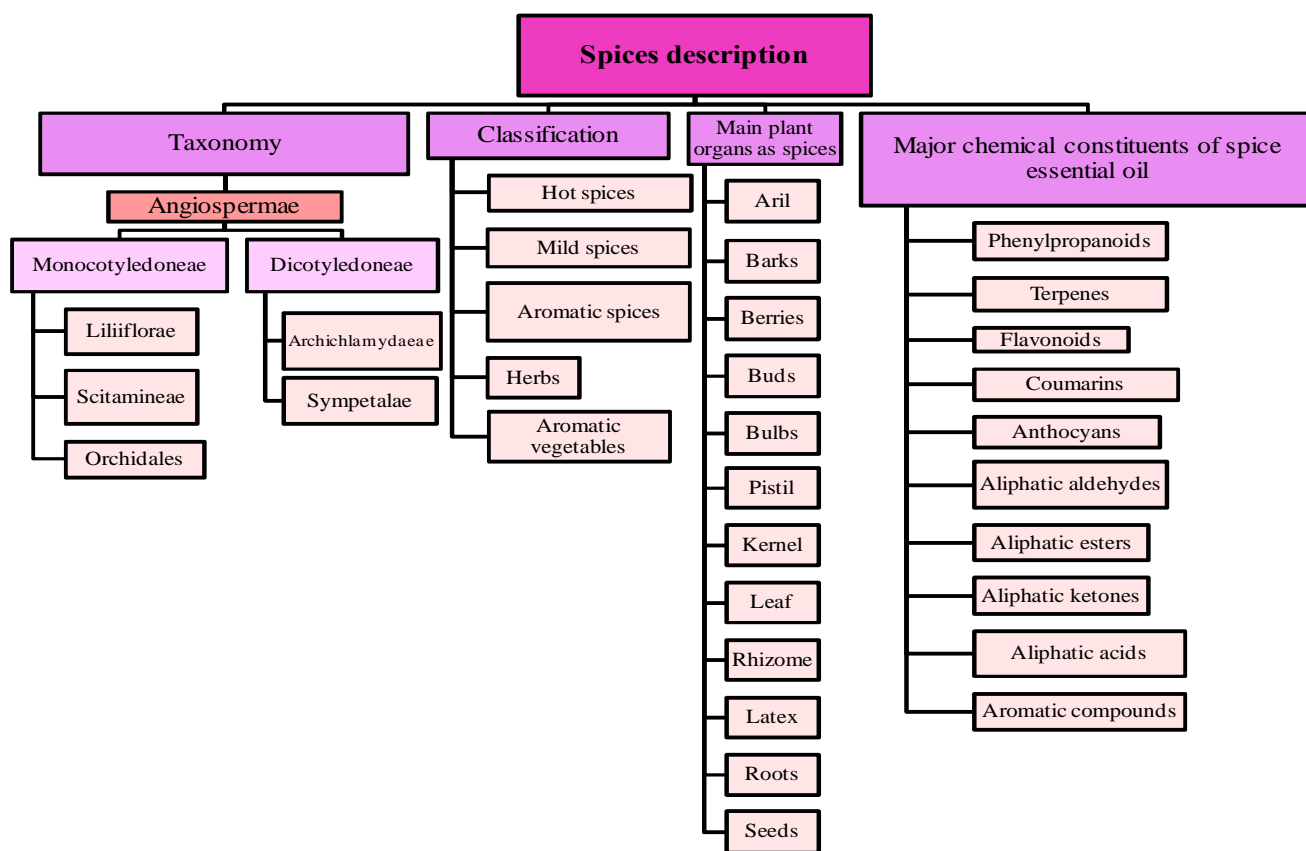 Spices description
Taxonomy
Angiospermae
Monocotyledoneae
Liliiflorae
Scitamineae
Orchidales
Dicotyledoneae
Archichlamydaeae
Sympetalae
Classification
Hot spices
Mild spices
Aromatic spices
Herbs
Aromatic
vegetables
Main plant
organs as spices
Aril
Barks
Berries
Buds
Bulbs
Pistil
Kernel
Leaf
Rhizome
Latex
Roots
Seeds
Major chemical constituents of spice
essential oil
Phenylpropanoids
Terpenes
Flavonoids
Coumarins
Anthocyans
Aliphatic aldehydes
Aliphatic esters
Aliphatic ketones
Aliphatic acids
Aromatic compounds